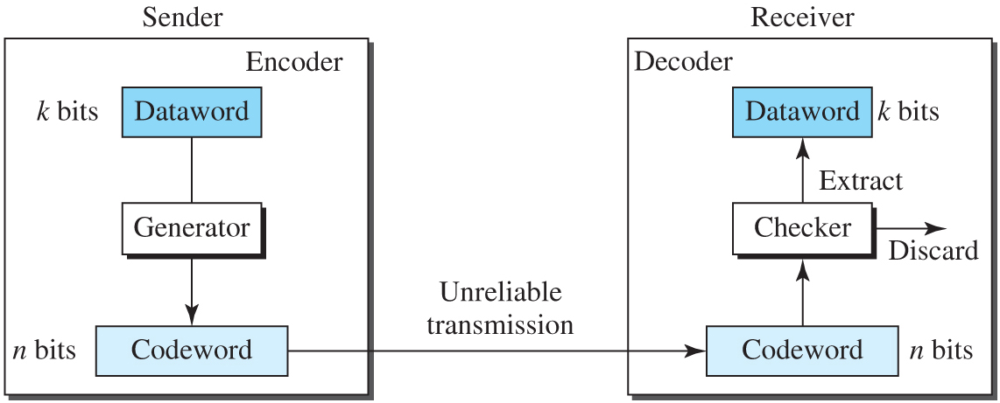 Sender
Receiver
Encoder
Decoder
k bits
Dataword
Dataword
k bits
Extract
Generator
Checker
Discard
Unreliable
transmission
n bits
Codeword
Codeword
n bits